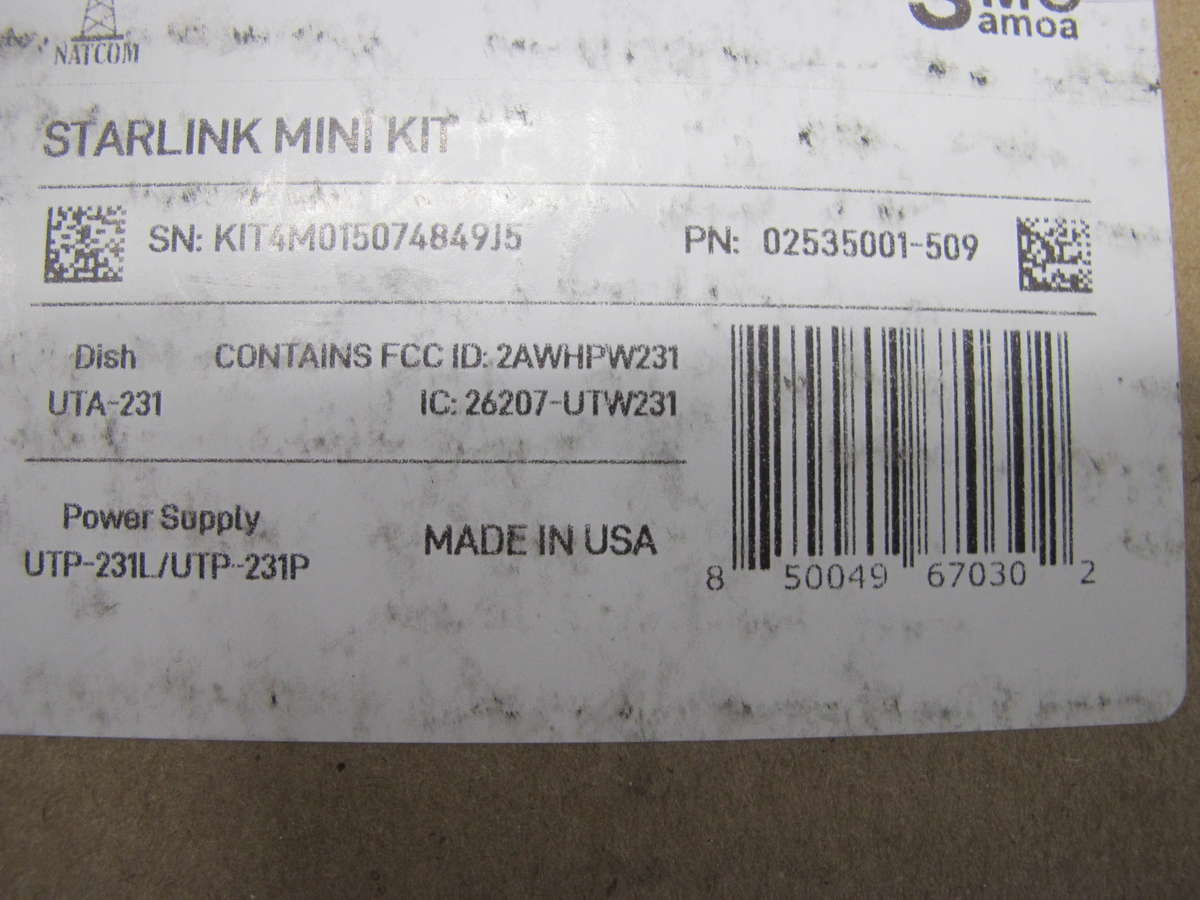 NATCOM
amoa
STARLINK MINI KIT
SN: KIT4M015074849J5
PN: 02535001-509
Dish
CONTAINS FCC ID: 2AWHPW231
UTA-231
IC: 26207-UTW231
Power Supply
UTP-231L/UTP-231P
MADE IN USA
8 50049 67030 2